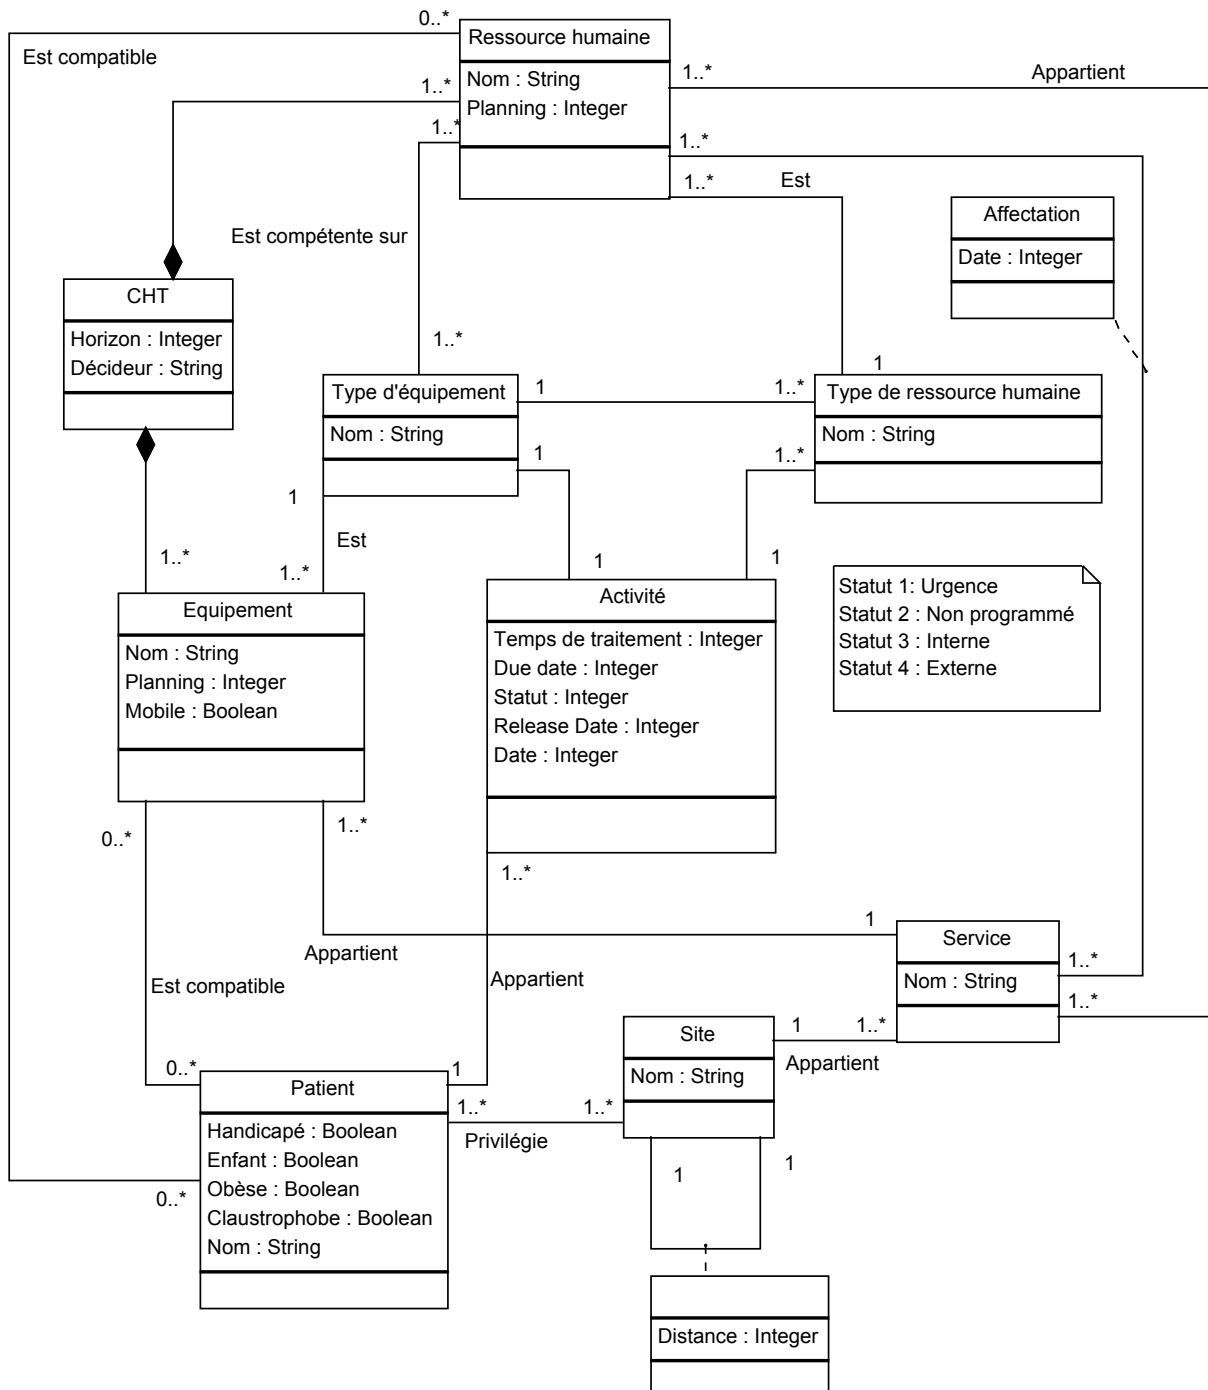 0..*
Ressource humaine
Est compatible
1..*
Nom : String
Planning : Integer
1..*
1..*
Appartient
1..*
1..*
Est
Affectation
Date : Integer
Est compétente sur
CHT
Horizon : Integer
Décideur : String
1..*
1
Type d'équipement
Nom : String
1
1..*
Type de ressource humaine
Nom : String
1
1..*
1
Est
1..*
1..*
1
1
Equipement
Nom : String
Planning : Integer
Mobile : Boolean
Activité
Temps de traitement : Integer
Due date : Integer
Statut : Integer
Release Date : Integer
Date : Integer
Statut 1: Urgence
Statut 2 : Non programmé
Statut 3 : Interne
Statut 4 : Externe
0..*
1..*
1..*
1
Appartient
Est compatible
Appartient
Service
Nom : String
1..*
1..*
0..*
1
Site
Nom : String
1
1..*
Appartient
Patient
Handicapé : Boolean
Enfant : Boolean
Obèse : Boolean
Claustrophobe : Boolean
Nom : String
1..*
1..*
Privilégie
0..*
1
1
Distance : Integer